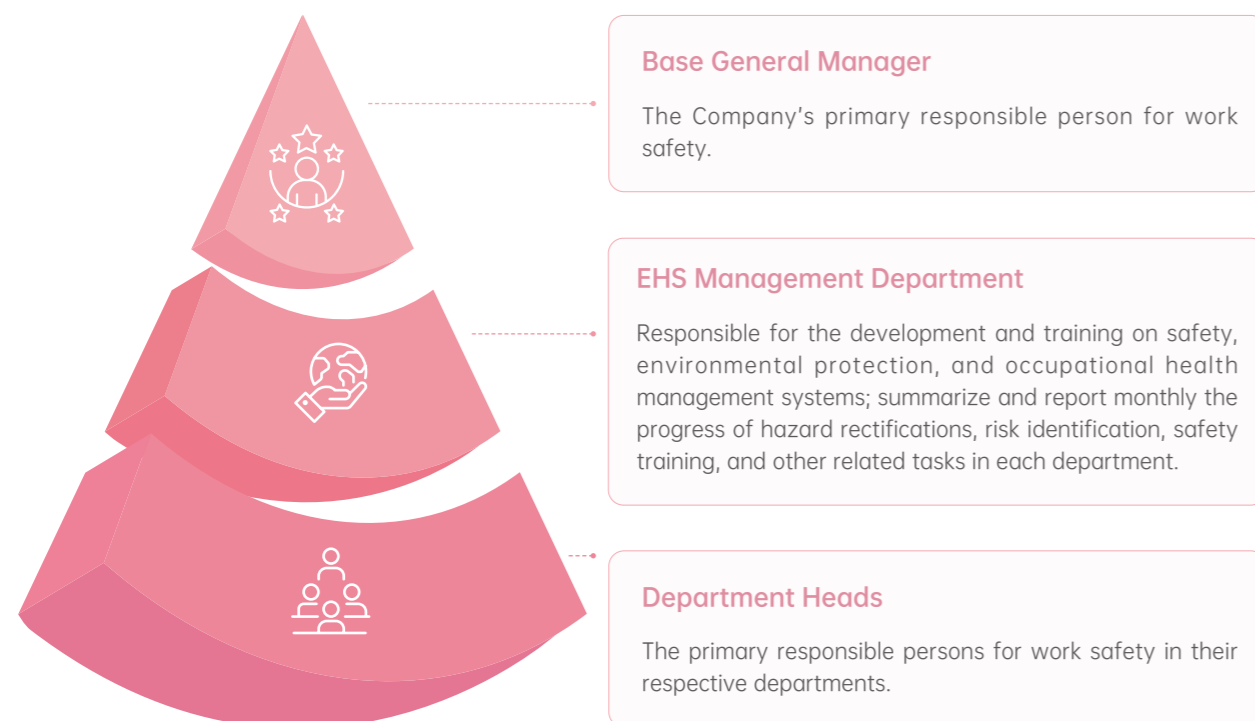 Base General Manager
The Company’s primary responsible person for work
safety.
EHS Management Department
Responsible for the development and training on safety,
environmental protection, and occupational health
management systems; summarize and report monthly the
progress of hazard rectifications, risk identification, safety
training, and other related tasks in each department.
Department Heads
The primary responsible persons for work safety in their
respective departments.